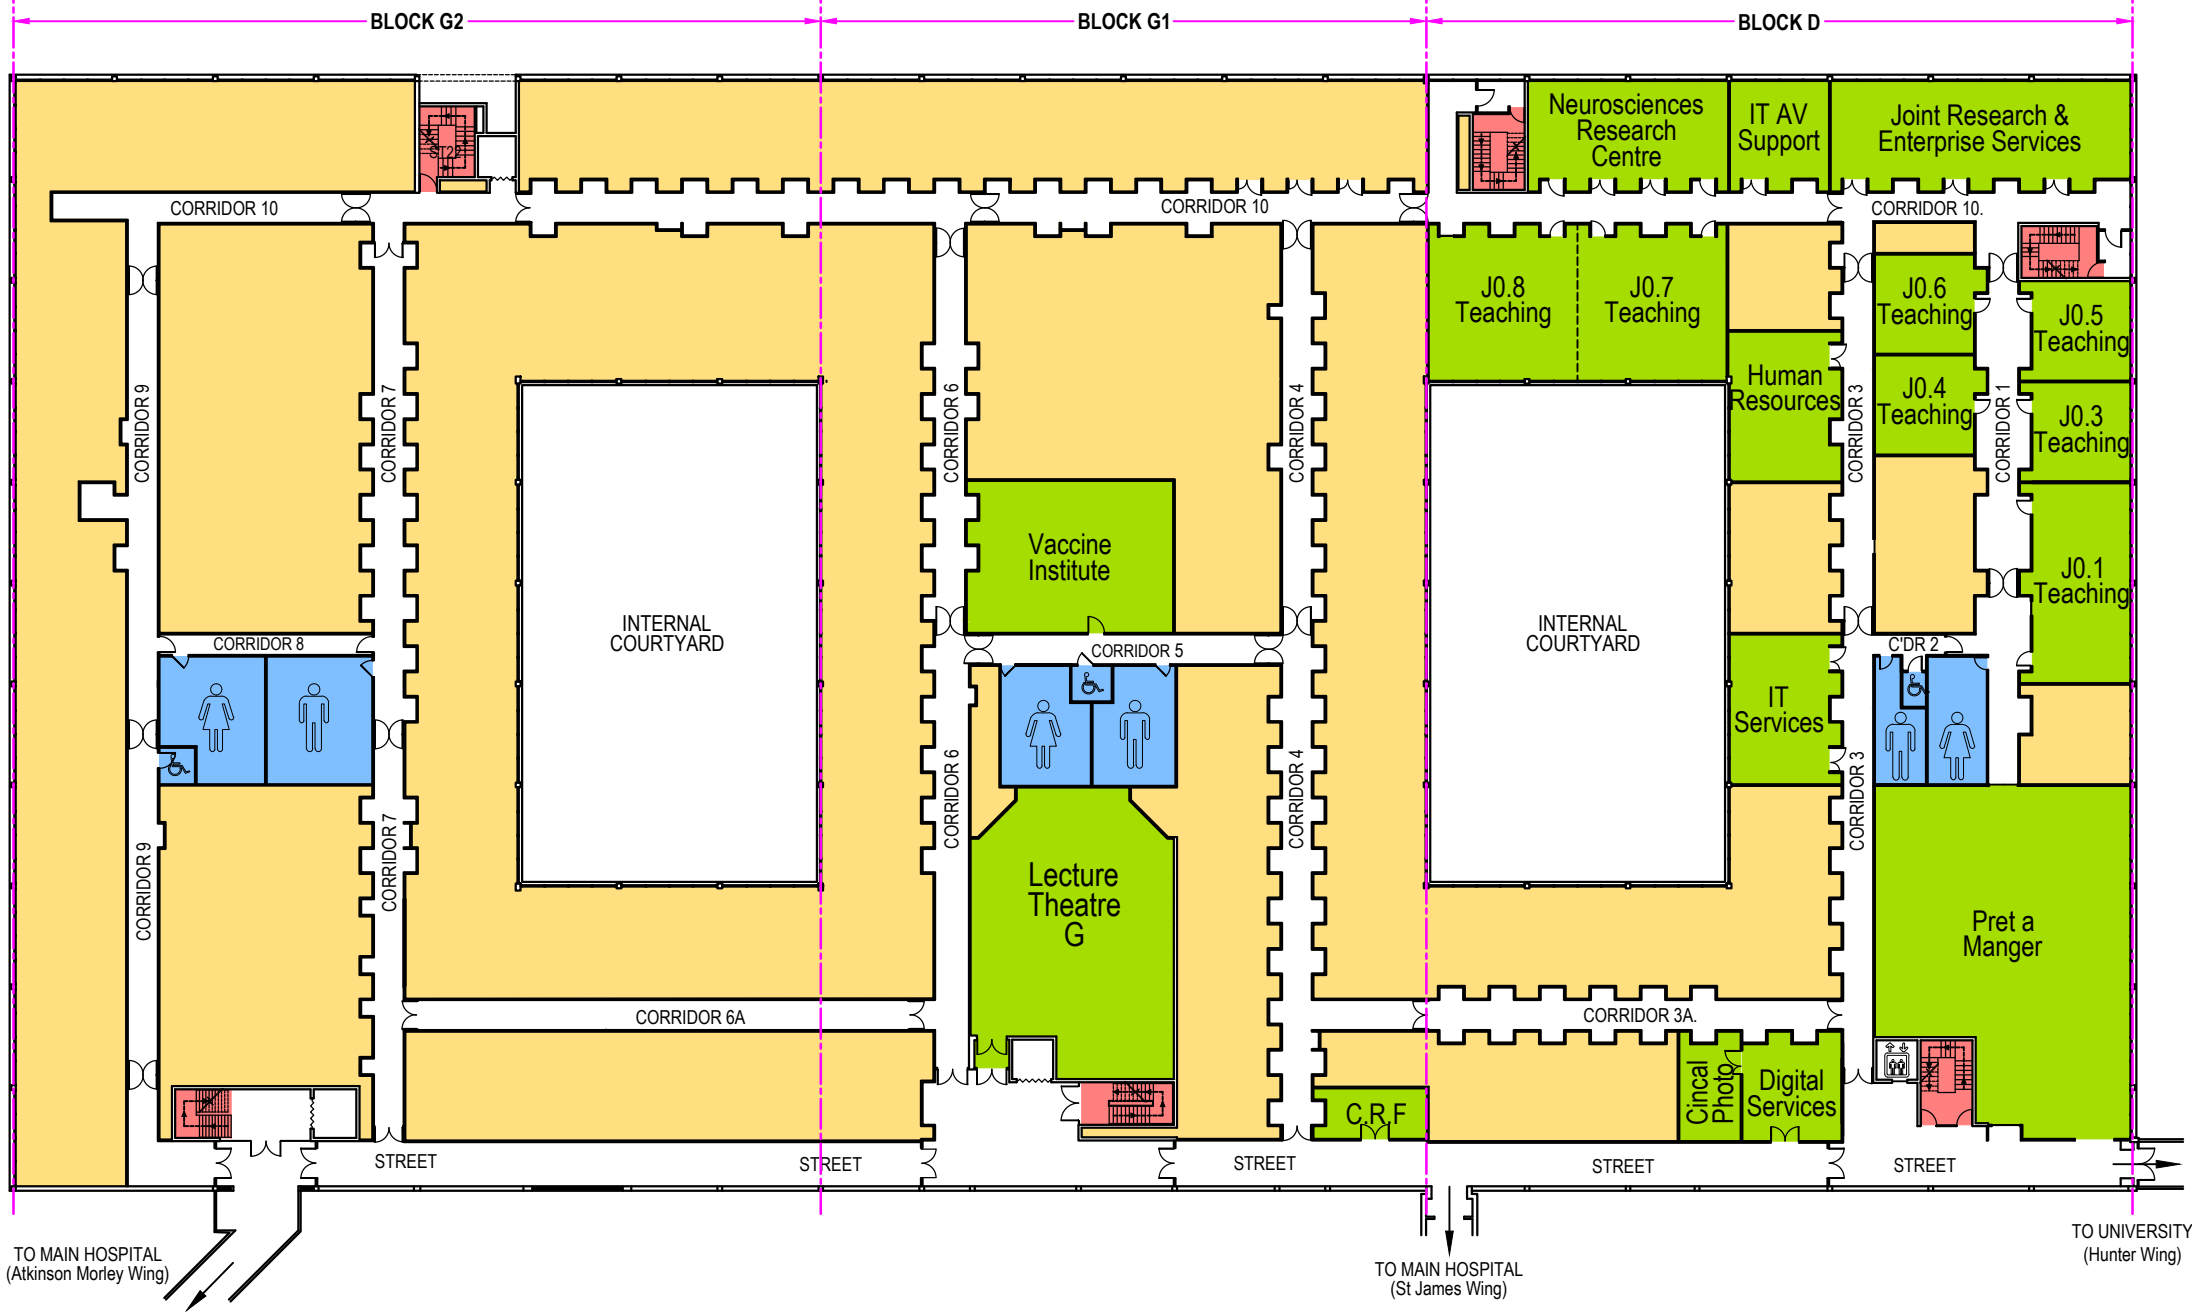 BLOCK G2
BLOCK G1
BLOCK D
Neurosciences
Research
Centre
IT AV
Support
Joint Research &
Enterprise Services
ST22
CORRIDOR 10
CORRIDOR 10
CORRIDOR 10.
J0.8
Teaching
J0.7
Teaching
J0.6
Teaching
J0.5
Teaching
Human
Resources
J0.4
Teaching
J0.3
Teaching
CORRIDOR 9
CORRIDOR 7
CORRIDOR 6
CORRIDOR 4
CORRIDOR 3
CORRIDOR 1
Vaccine
Institute
J0.1
Teaching
INTERNAL
COURTYARD
INTERNAL
COURTYARD
CORRIDOR 8
CORRIDOR 5
C'DR 2
IT
Services
CORRIDOR 9
CORRIDOR 7
CORRIDOR 6
CORRIDOR 4
CORRIDOR 3
Lecture
Theatre
G
Pret a
Manger
CORRIDOR 6A
CORRIDOR 3A.
Cincal
Photo
Digital
Services
C.R.F
STREET
STREET
STREET
STREET
STREET
TO MAIN HOSPITAL
(Atkinson Morley Wing)
TO MAIN HOSPITAL
(St James Wing)
TO UNIVERSITY
(Hunter Wing)